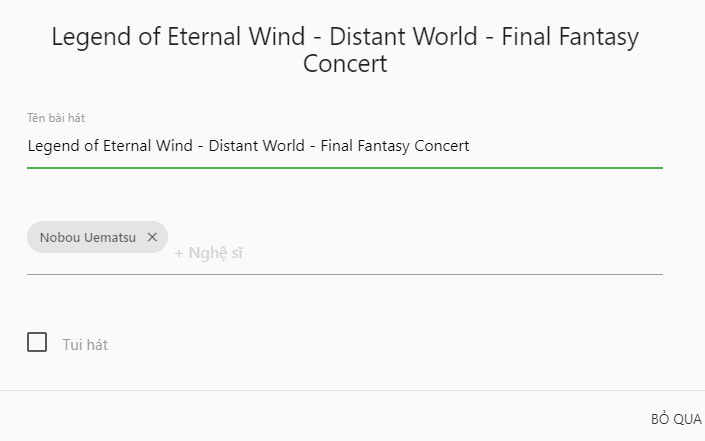 Legend of Eternal Wind - Distant World - Final Fantasy
Concert
Tên bài hát
Legend of Eternal Wind - Distant World - Final Fantasy Concert
Nobou Uematsu ×
+ Nghệ sĩ
Tui hát
BỎ QUA